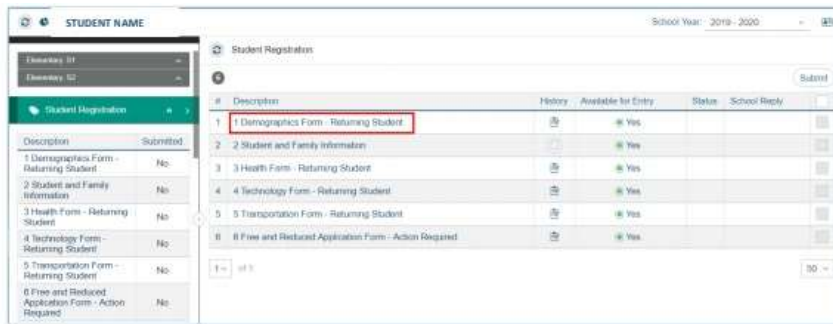 STUDENT NAME
School Year: 2019 - 2020
Elementary S1
Elementary S2
Student Registration
Description Submitted
1 Demographics Form -
Returning Student No
2 Student and Family
Information No
3 Health Form - Returning
Student No
4 Technology Form -
Returning Student No
5 Transportation Form -
Returning Student No
6 Free and Reduced
Application Form - Action
Required No
Student Registration
6
Submit
# Description History Available for Entry Status School Reply
1 1 Demographics Form - Returning Student Yes
2 2 Student and Family Information Yes
3 3 Health Form - Returning Student Yes
4 4 Technology Form - Returning Student Yes
5 5 Transportation Form - Returning Student Yes
6 6 Free and Reduced Application Form - Action Required Yes
1 of 1
50